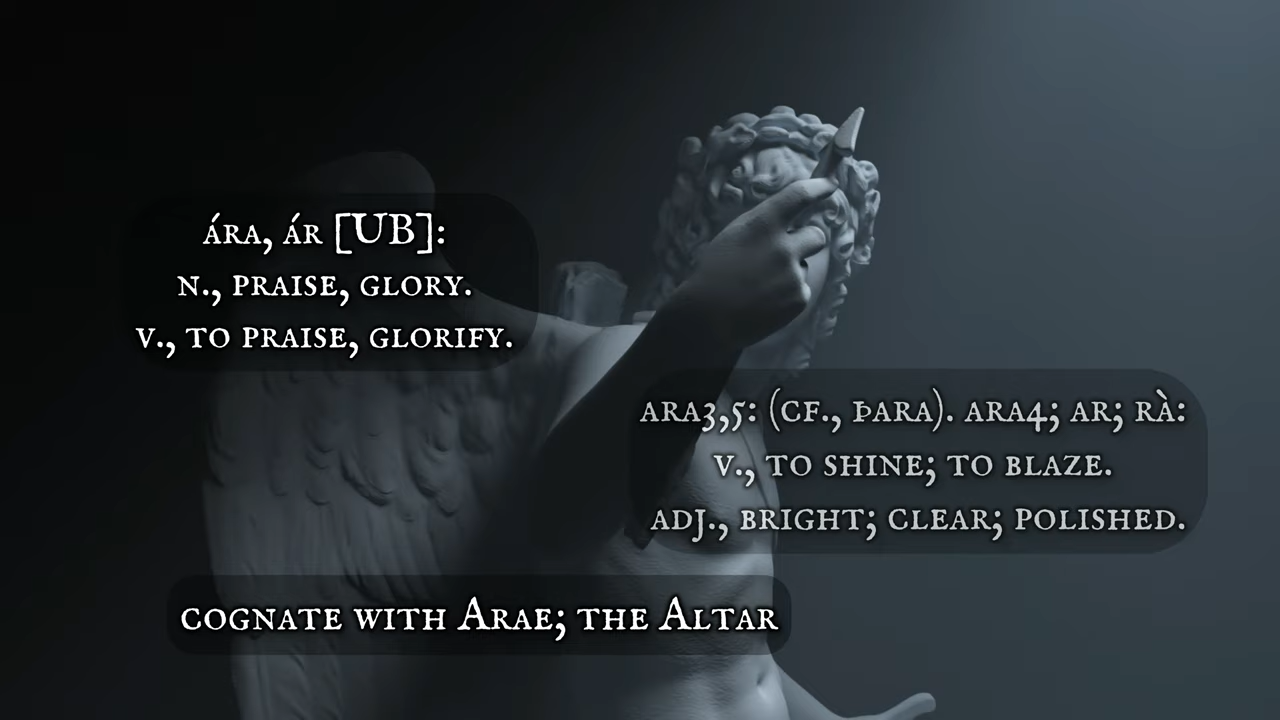 ára, ár [UB]:
n., praise, glory.
v., to praise, glorify.
ara3,5: (cf., þara). ara4; ar; rà:
v., to shine; to blaze.
adj., bright; clear; polished.
cognate with Arae; the Altar